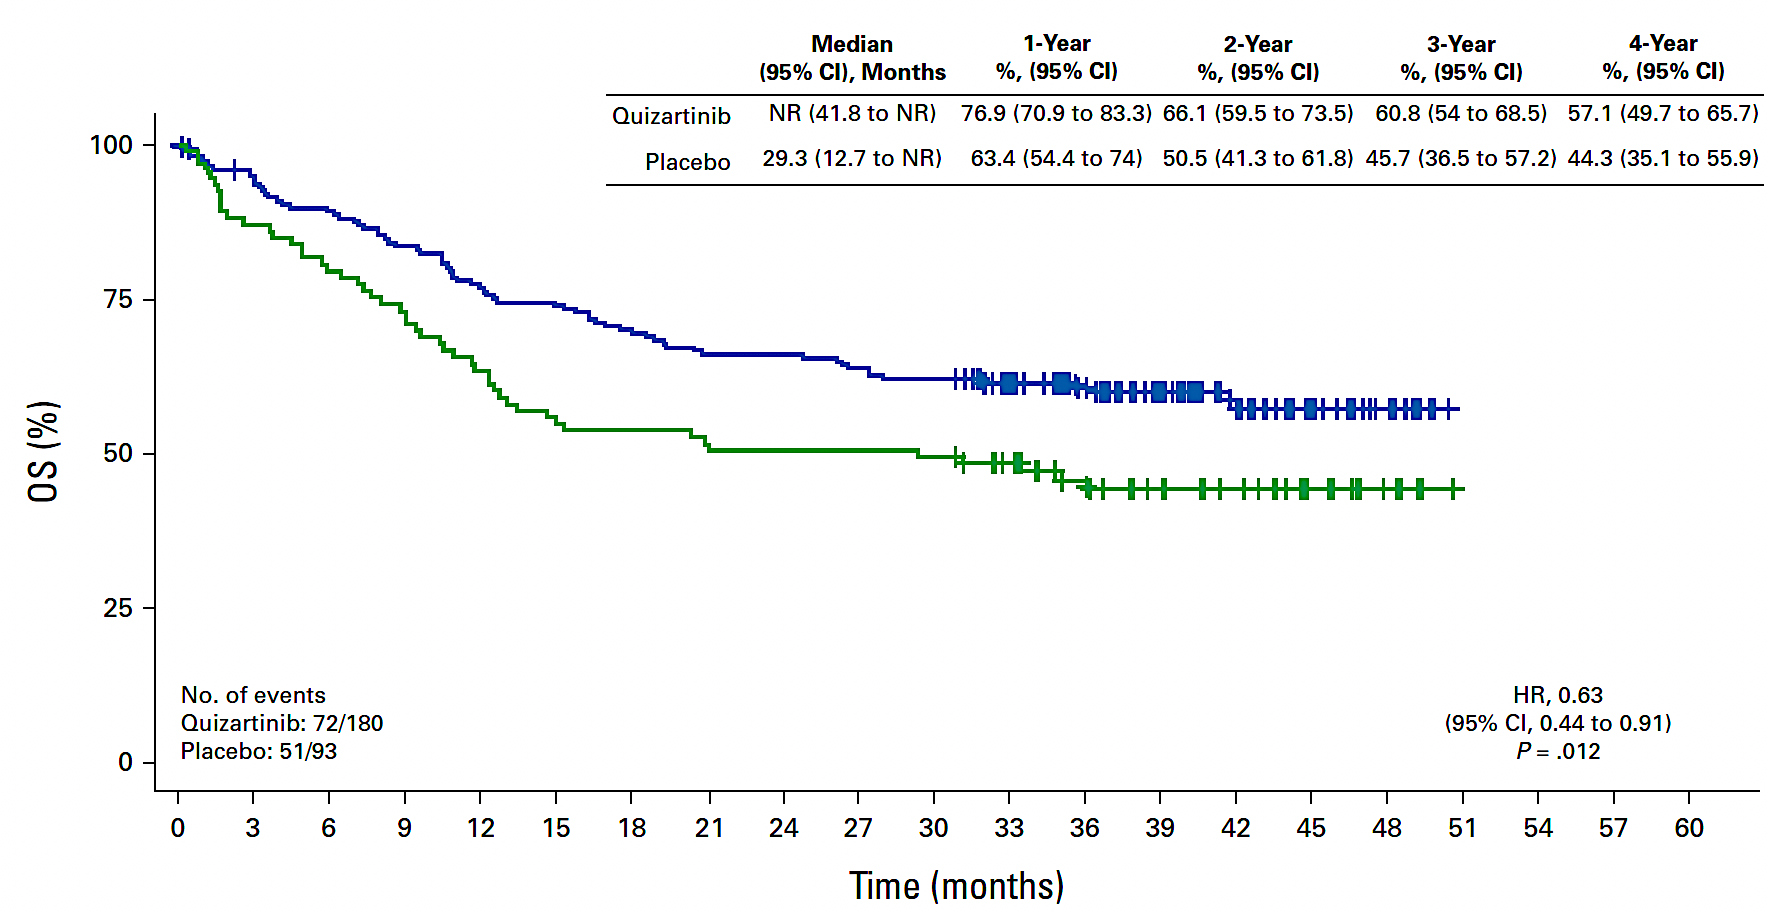 Median 1-Year 2-Year 3-Year 4-Year
(95% CI), Months %, (95% CI) %, (95% CI) %, (95% CI) %, (95% CI)
Quizartinib NR (41.8 to NR) 76.9 (70.9 to 83.3) 66.1 (59.5 to 73.5) 60.8 (54 to 68.5) 57.1 (49.7 to 65.7)
Placebo 29.3 (12.7 to NR) 63.4 (54.4 to 74) 50.5 (41.3 to 61.8) 45.7 (36.5 to 57.2) 44.3 (35.1 to 55.9)
100
75
50
25
0
OS (%)
No. of events
Quizartinib: 72/180
Placebo: 51/93
HR, 0.63
(95% CI, 0.44 to 0.91)
P = .012
0 3 6 9 12 15 18 21 24 27 30 33 36 39 42 45 48 51 54 57 60
Time (months)